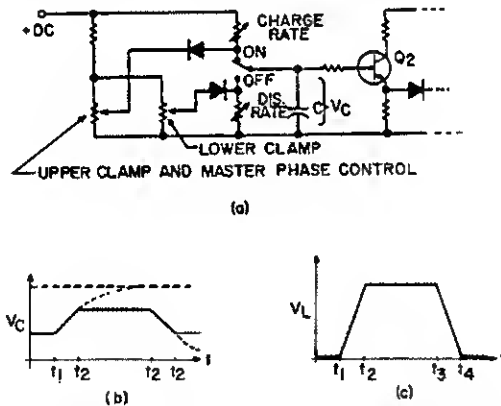 +DC
CHARGE
RATE
ON
OFF
DIS.
RATE
C
VC
Q2
LOWER CLAMP
UPPER CLAMP AND MASTER PHASE CONTROL
(a)
VC
t1 t2 t2 t2 t
(b)
VL
t1 t2 t3 t4
(c)